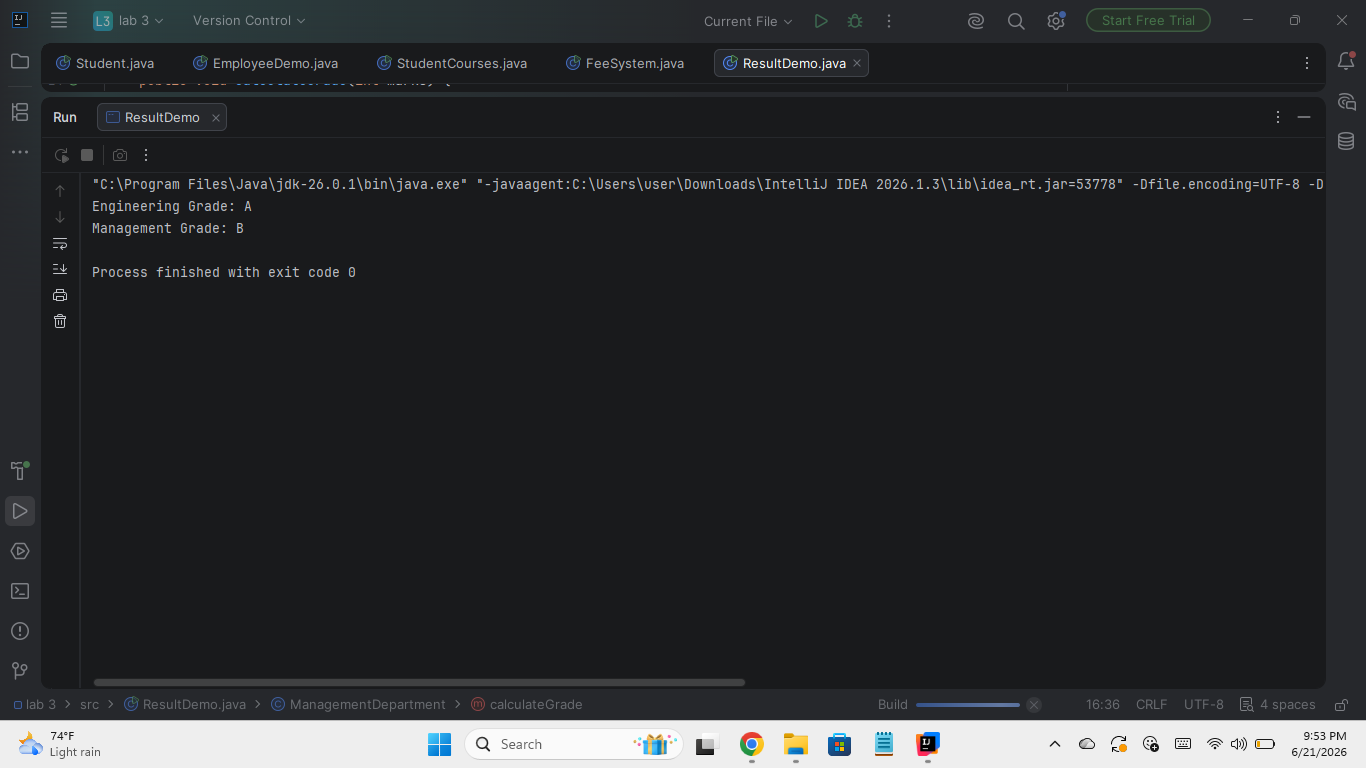 L3 lab 3 Version Control Current File Start Free Trial
Student.java EmployeeDemo.java StudentCourses.java FeeSystem.java ResultDemo.java
Run ResultDemo
"C:\Program Files\Java\jdk-26.0.1\bin\java.exe" "-javaagent:C:\Users\user\Downloads\IntelliJ IDEA 2026.1.3\lib\idea_rt.jar=53778" -Dfile.encoding=UTF-8 -D
Engineering Grade: A
Management Grade: B
Process finished with exit code 0
lab 3 src ResultDemo.java ManagementDepartment calculateGrade Build 16:36 CRLF UTF-8 4 spaces
74°F
Light rain
Search
9:53 PM
6/21/2026